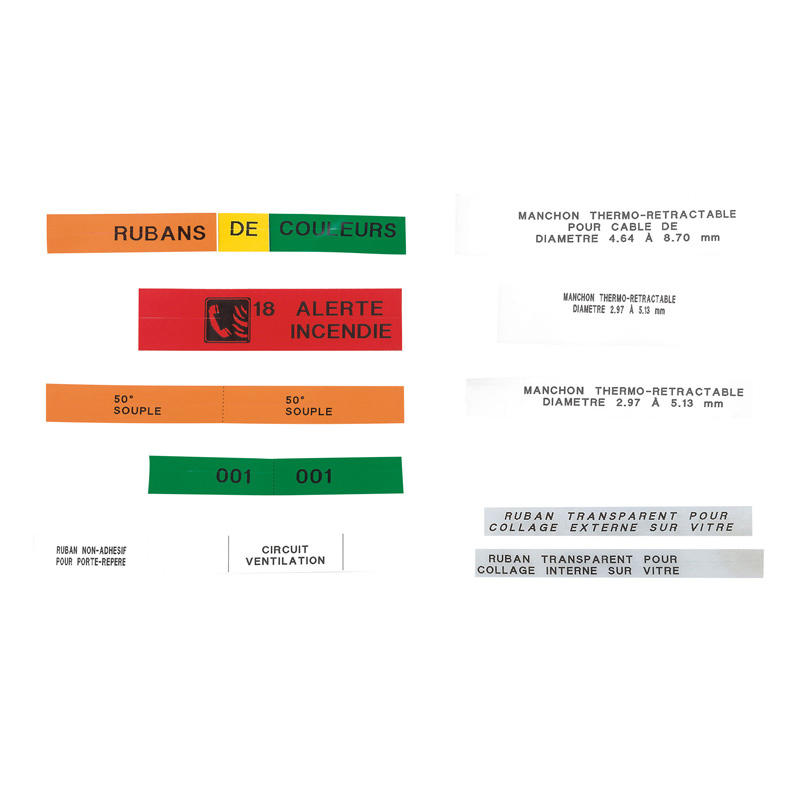 RUBANS DE COULEURS
18 ALERTE
INCENDIE
50° 50°
SOUPLE SOUPLE
001 001
RUBAN NON-ADHESIF
POUR PORTE-REPERE
CIRCUIT
VENTILATION
MANCHON THERMO-RETRACTABLE
POUR CABLE DE
DIAMETRE 4.64 À 8.70 mm
MANCHON THERMO-RETRACTABLE
DIAMETRE 2.97 À 5.13 mm
MANCHON THERMO-RETRACTABLE
DIAMETRE 2.97 À 5.13 mm
RUBAN TRANSPARENT POUR
COLLAGE EXTERNE SUR VITRE
RUBAN TRANSPARENT POUR
COLLAGE INTERNE SUR VITRE